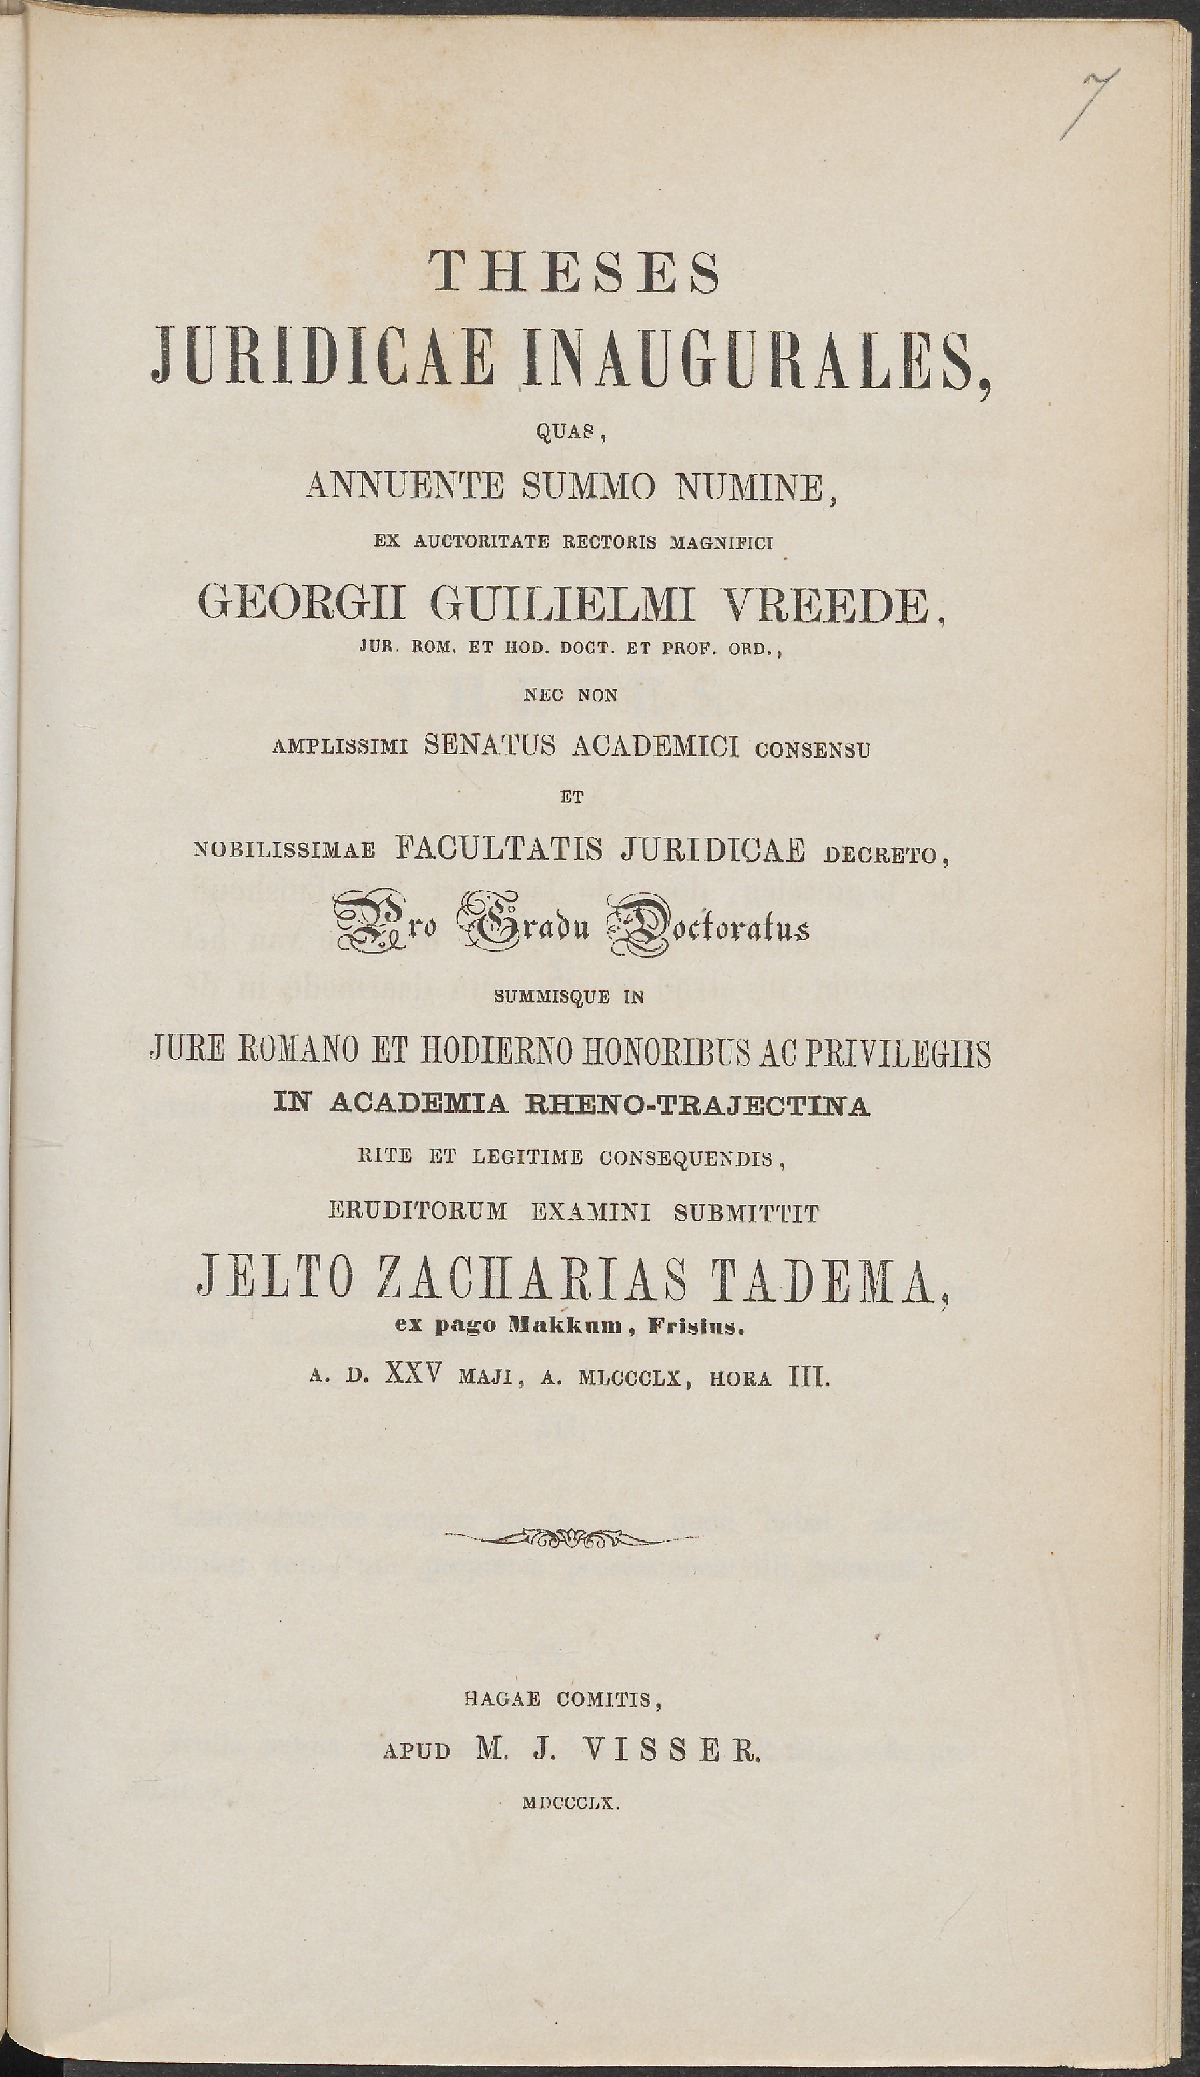 7
THESES
JURIDICAE INAUGURALES,
QUAS,
ANNUENTE SUMMO NUMINE,
EX AUCTORITATE RECTORIS MAGNIFICI
GEORGII GUILIELMI VREEDE,
JUR. ROM. ET HOD. DOCT. ET PROF. ORD.,
NEC NON
AMPLISSIMI SENATUS ACADEMICI CONSENSU
ET
NOBILISSIMAE FACULTATIS JURIDICAE DECRETO,
Pro Gradu Doctoratus
SUMMISQUE IN
JURE ROMANO ET HODIERNO HONORIBUS AC PRIVILEGIIS
IN ACADEMIA RHENO-TRAJECTINA
RITE ET LEGITIME CONSEQUENDIS,
ERUDITORUM EXAMINI SUBMITTIT
JELTO ZACHARIAS TADEMA,
ex pago Makkum, Frisius.
A. D. XXV MAJI, A. MLCCCLX, HORA III.
HAGAE COMITIS,
APUD M. J. VISSER.
MDCCCLX.